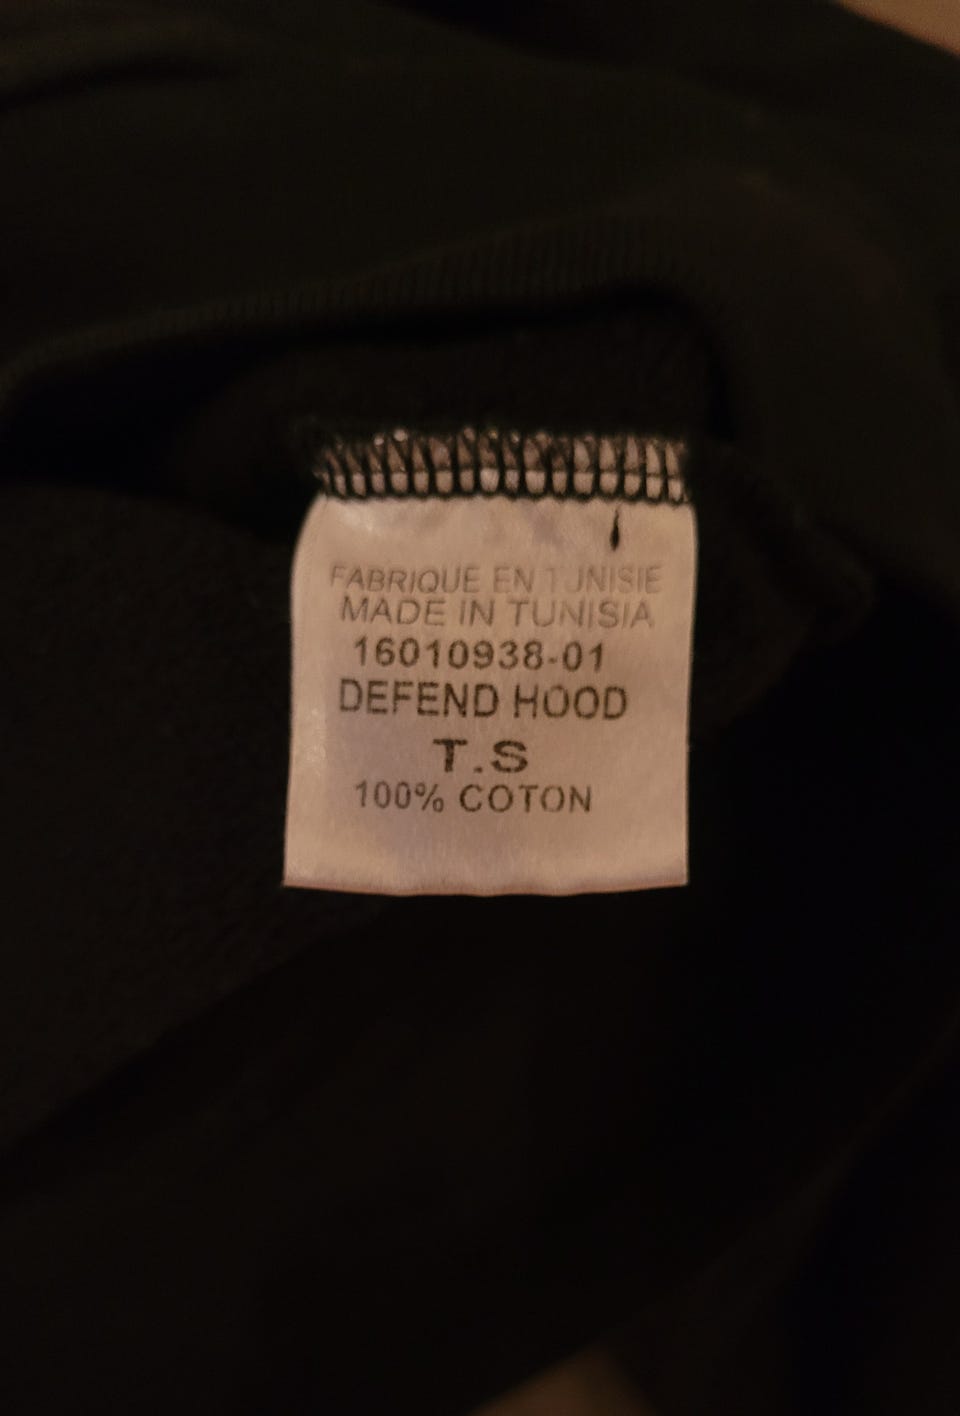 FABRIQUE EN TUNISIE
MADE IN TUNISIA
16010938-01
DEFEND HOOD
T.S
100% COTON